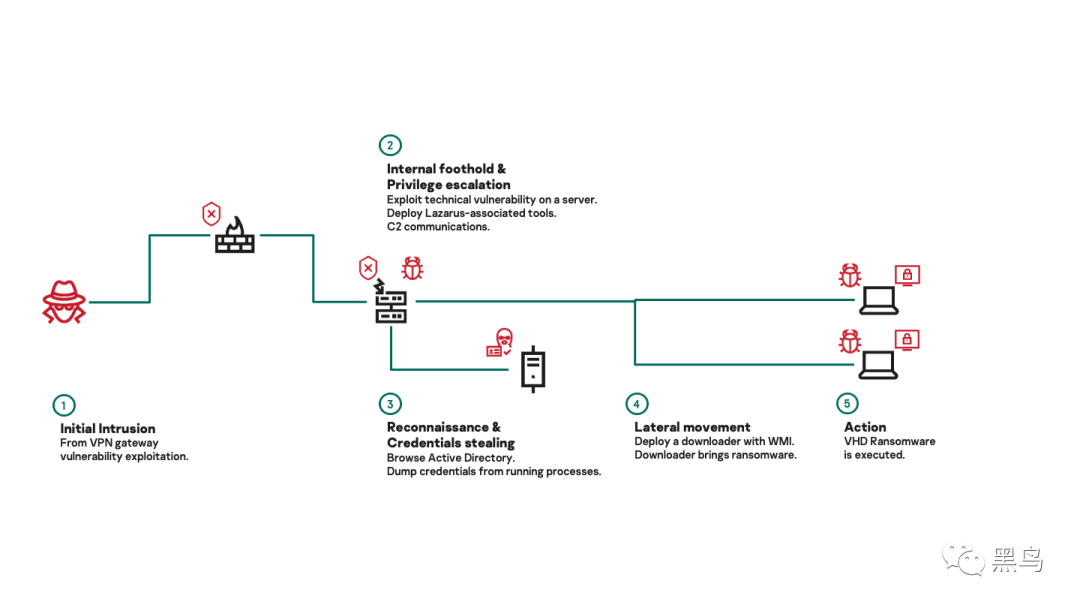 2
Internal foothold &
Privilege escalation
Exploit technical vulnerability on a server.
Deploy Lazarus-associated tools.
C2 communications.
1
Initial Intrusion
From VPN gateway
vulnerability exploitation.
3
Reconnaissance &
Credentials stealing
Browse Active Directory.
Dump credentials from running processes.
4
Lateral movement
Deploy a downloader with WMI.
Downloader brings ransomware.
5
Action
VHD Ransomware
is executed.
黑鸟